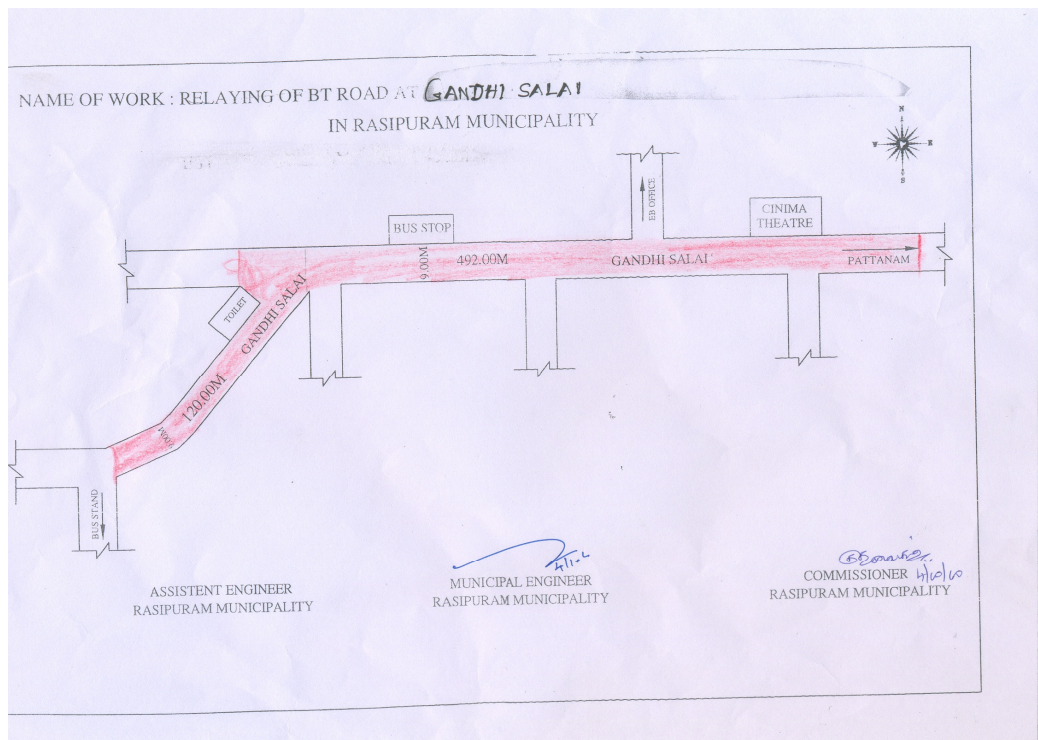 NAME OF WORK : RELAYING OF BT ROAD AT GANDHI SALAI
IN RASIPURAM MUNICIPALITY
N
W E
S
EB OFFICE
CINIMA
THEATRE
BUS STOP
9.00M
492.00M
GANDHI SALAI
PATTANAM
TOILET
GANDHI SALAI
120.00M
9.00M
BUS STAND
ASSISTENT ENGINEER
RASIPURAM MUNICIPALITY
MUNICIPAL ENGINEER
RASIPURAM MUNICIPALITY
COMMISSIONER
RASIPURAM MUNICIPALITY